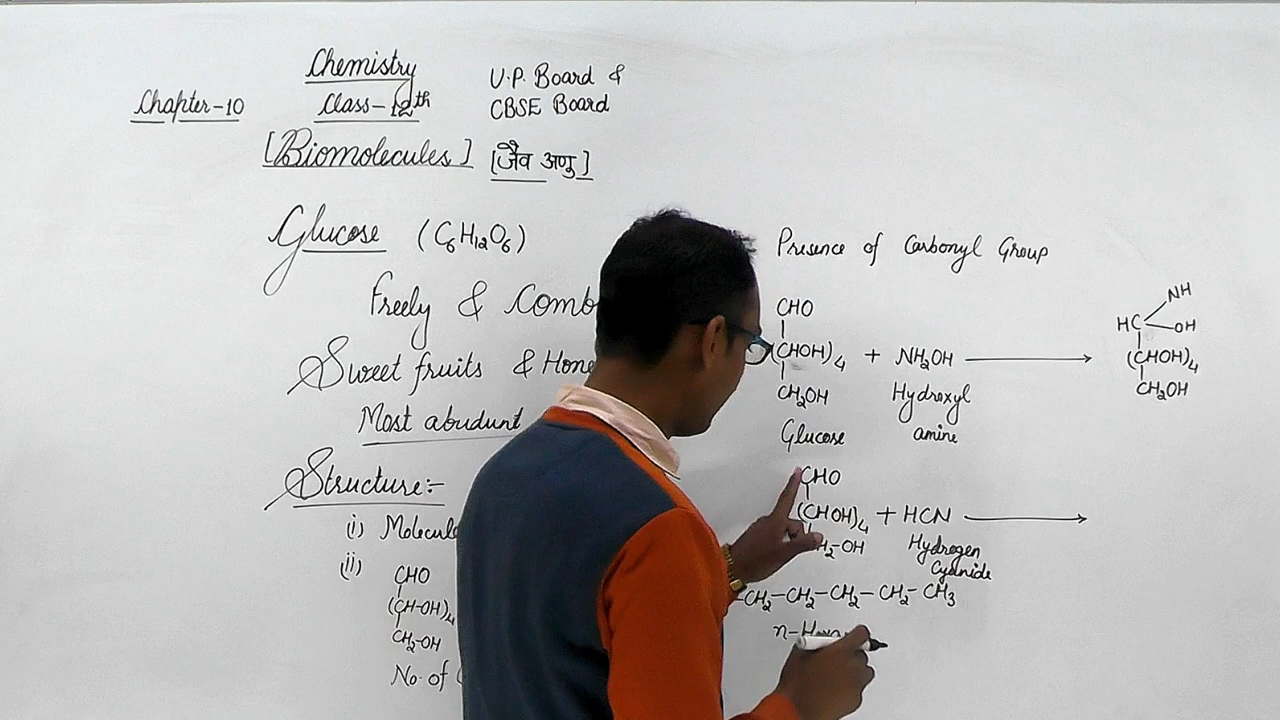 Chemistry
Chapter-10
Class-12th
U.P. Board &
CBSE Board
[Biomolecules] [जैव अणु]
Glucose (C6H12O6)
Freely & Comb
Sweet fruits & Hone
Most abudunt
Structure:-
i) Molecula
(ii)
CHO
(CH-OH)4
CH2-OH
No. of
Presence of Carbonyl Group
CHO
(CHOH)4 + NH2OH
CH2OH
Hydroxyl
amine
Glucose
NH
HC
OH
(CHOH)4
CH2OH
CHO
(CHOH)4 + HCN
H2-OH
Hydrogen
Cyanide
-CH2-CH2-CH2-CH2-CH3